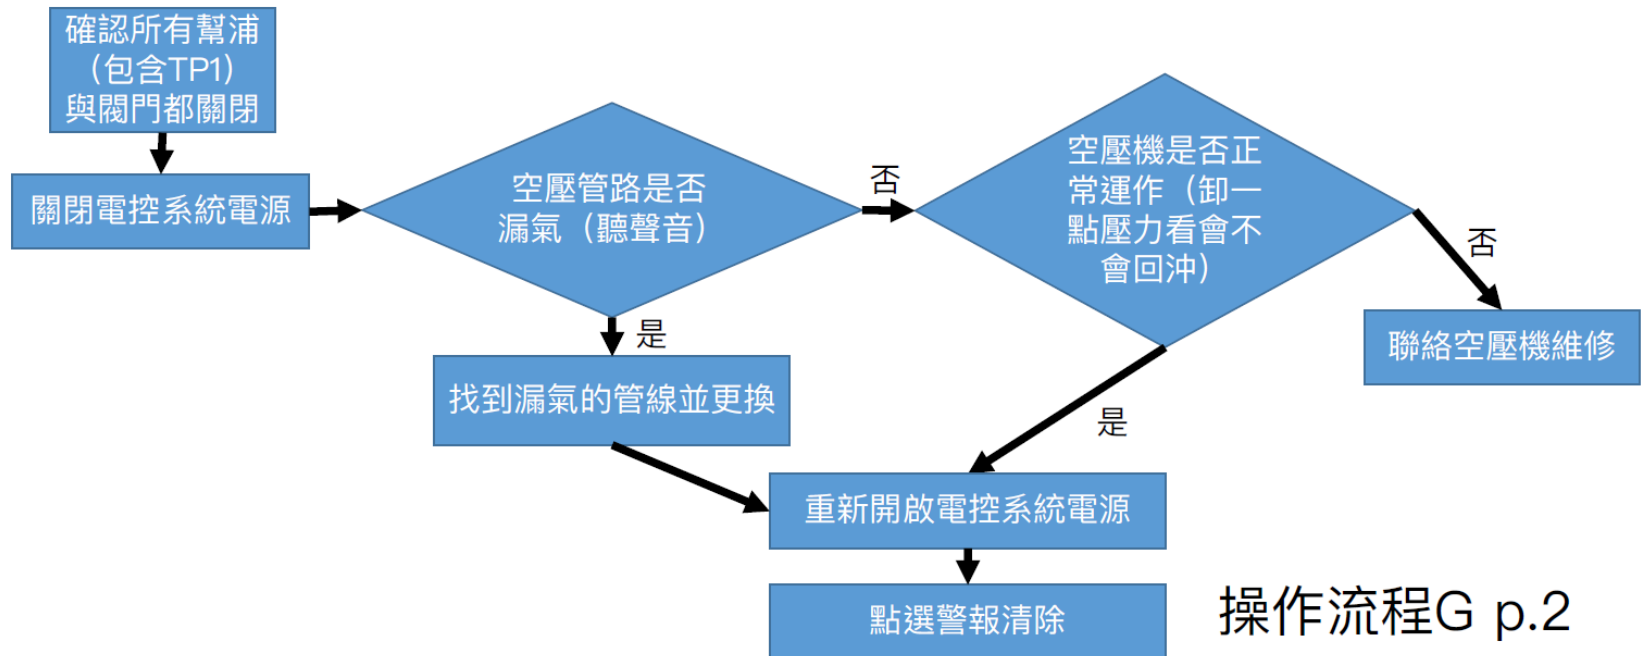 確認所有幫浦
（包含TP1）
與閥門都關閉
關閉電控系統電源
空壓管路是否
漏氣（聽聲音）
否
空壓機是否正
常運作（卸一
點壓力看會不
會回沖）
否
聯絡空壓機維修
是
找到漏氣的管線並更換
是
重新開啟電控系統電源
點選警報清除
操作流程G p.2